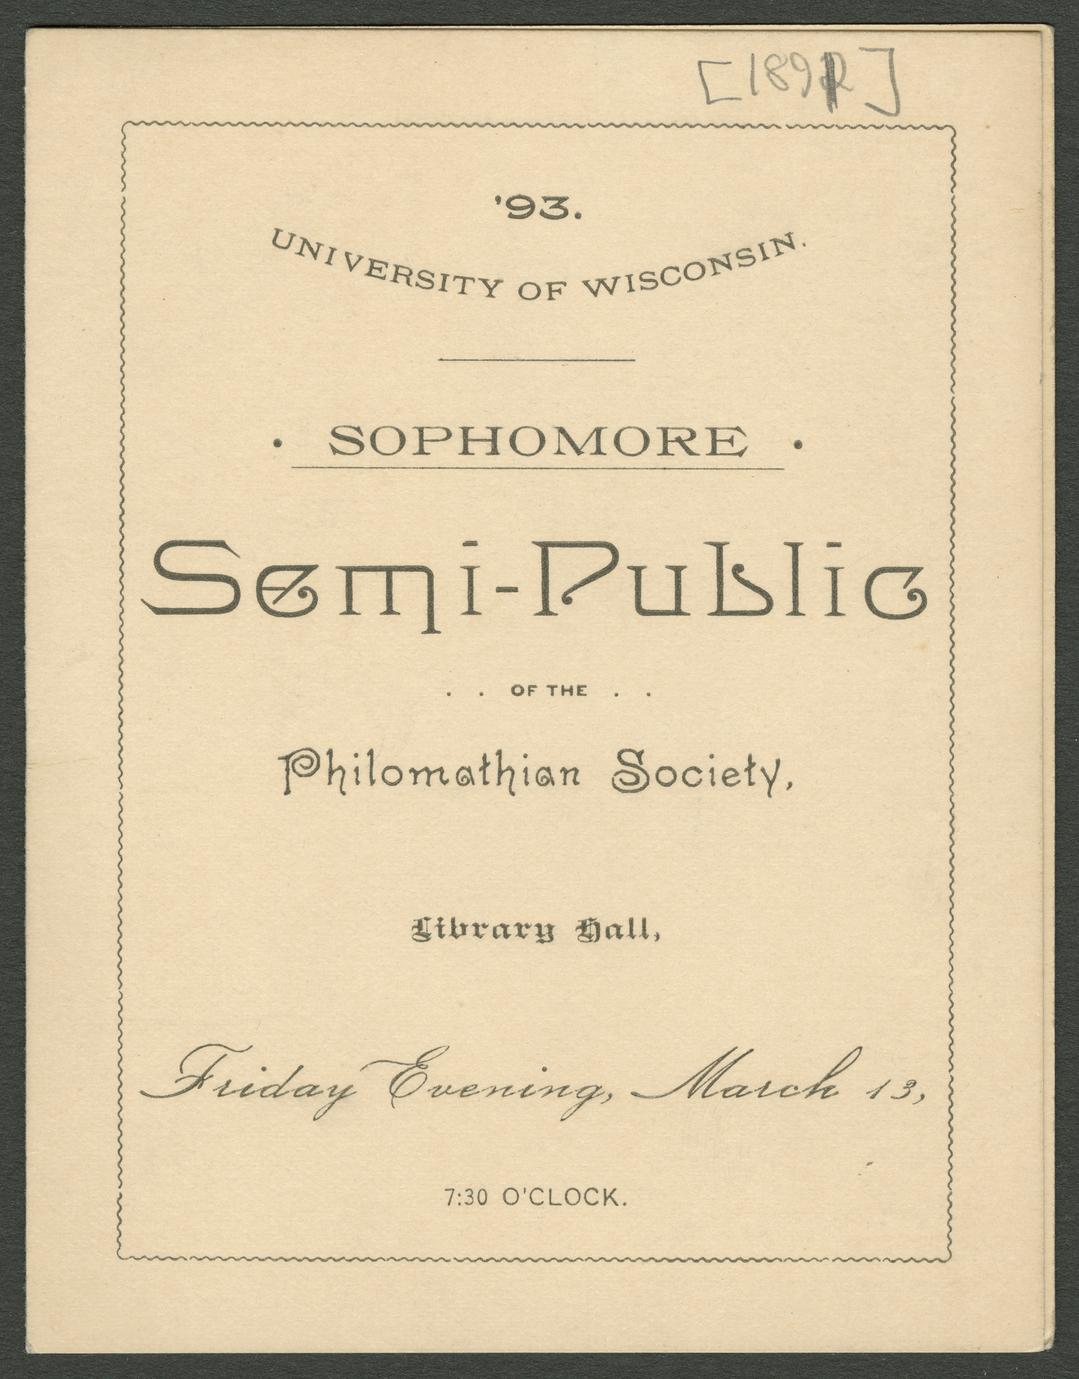 '93.
UNIVERSITY OF WISCONSIN.
· SOPHOMORE ·
Semi-Public
. . OF THE . .
Philomathian Society,
Library Hall,
Friday Evening, March 13,
7:30 O'CLOCK.